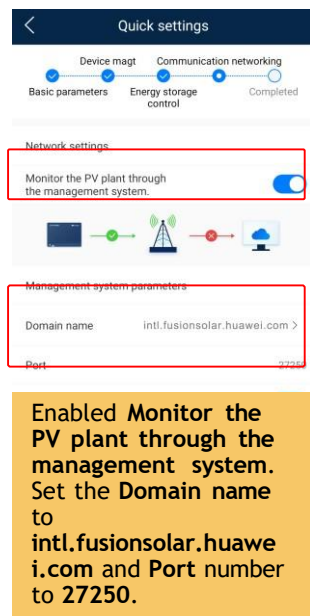 Quick settings
Device magt Communication networking
Basic parameters Energy storage control Completed
Network settings
Monitor the PV plant through
the management system.
Management system parameters
Domain name intl.fusionsolar.huawei.com >
Port 27250
Enabled Monitor the
PV plant through the
management system.
Set the Domain name
to
intl.fusionsolar.huawe
i.com and Port number
to 27250.